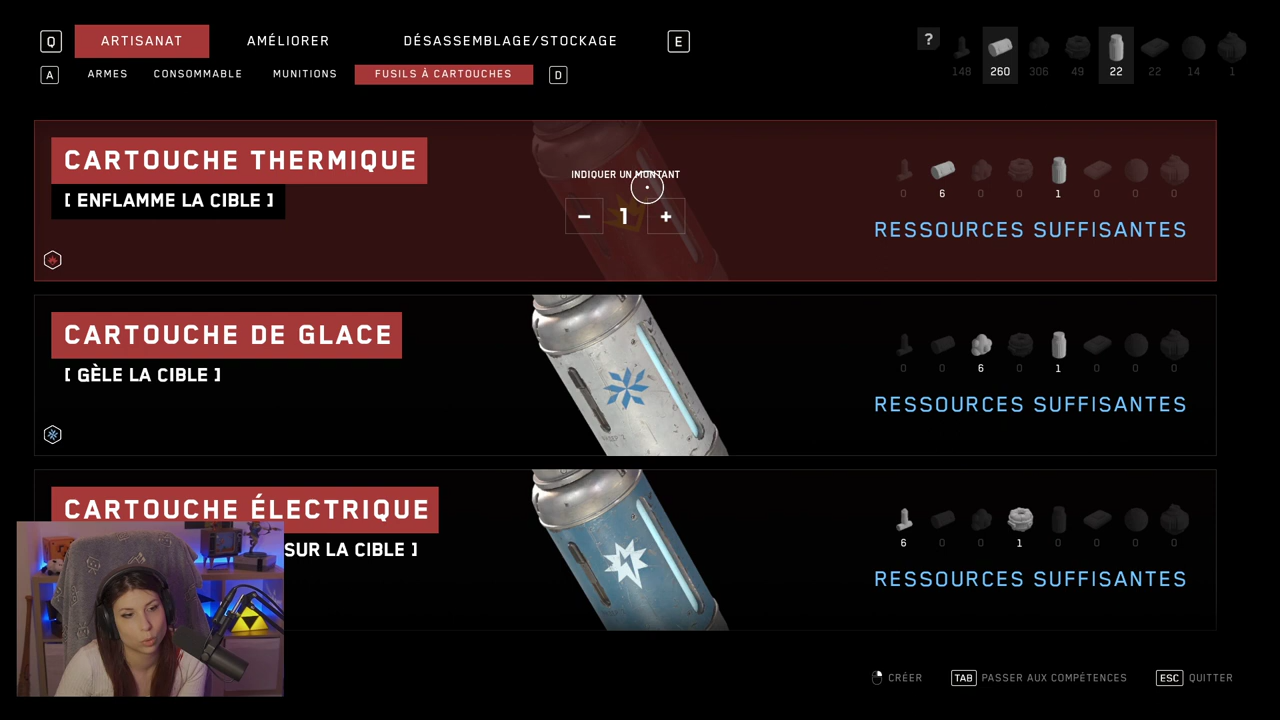 Q ARTISANAT AMÉLIORER DÉSASSEMBLAGE/STOCKAGE E
A ARMES CONSOMMABLE MUNITIONS FUSILS À CARTOUCHES D
?
148 260 306 49 22 22 14 1
CARTOUCHE THERMIQUE
[ ENFLAMME LA CIBLE ]
INDIQUER UN MONTANT
− 1 +
0 6 0 0 1 0 0 0
RESSOURCES SUFFISANTES
CARTOUCHE DE GLACE
[ GÈLE LA CIBLE ]
0 0 6 0 1 0 0 0
RESSOURCES SUFFISANTES
CARTOUCHE ÉLECTRIQUE
SUR LA CIBLE ]
6 0 0 1 0 0 0 0
RESSOURCES SUFFISANTES
CRÉER TAB PASSER AUX COMPÉTENCES ESC QUITTER